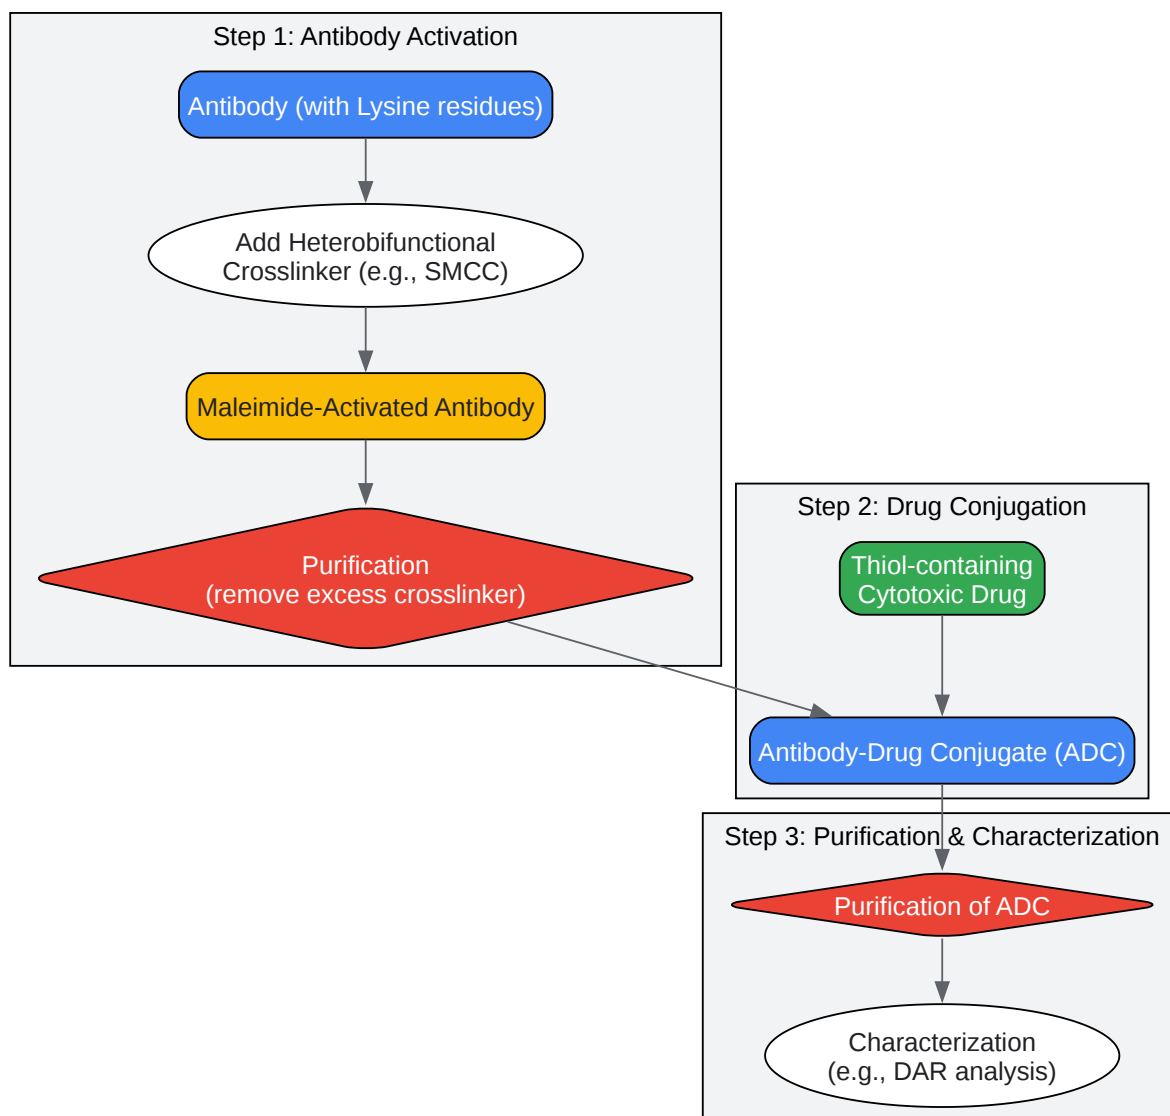 Step 1: Antibody Activation
Antibody (with Lysine residues)
Add Heterobifunctional
Crosslinker (e.g., SMCC)
Maleimide-Activated Antibody
Purification
(remove excess crosslinker)
Step 2: Drug Conjugation
Thiol-containing
Cytotoxic Drug
Antibody-Drug Conjugate (ADC)
Step 3: Purification & Characterization
Purification of ADC
Characterization
(e.g., DAR analysis)